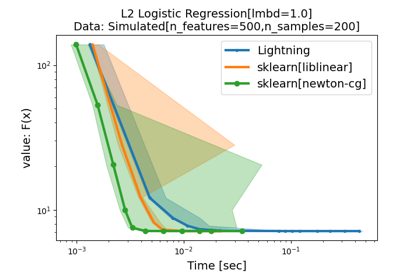 L2 Logistic Regression[lmbd=1.0]
Data: Simulated[n_features=500,n_samples=200]
Lightning
sklearn[liblinear]
sklearn[newton-cg]
value: F(x)
10²
10¹
10⁻³
10⁻²
10⁻¹
Time [sec]